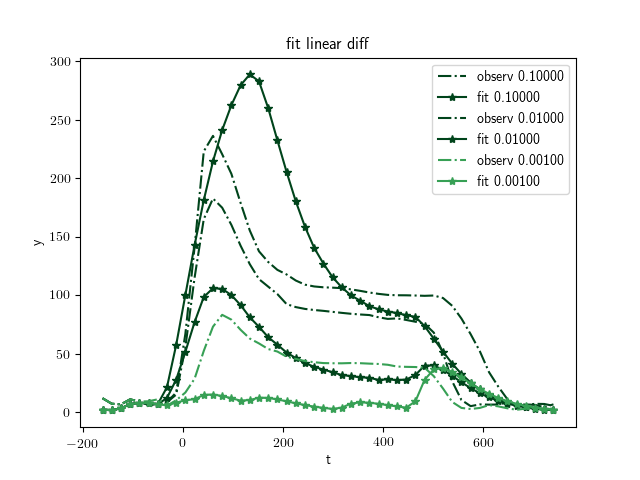 fit linear diff
300
250
200
150
100
50
0
y
−200
0
200
400
600
t
observ 0.10000
fit 0.10000
observ 0.01000
fit 0.01000
observ 0.00100
fit 0.00100